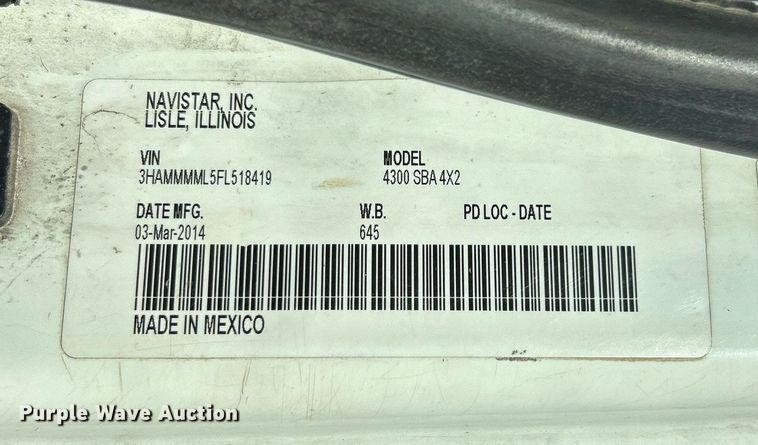 NAVISTAR, INC.
LISLE, ILLINOIS
VIN MODEL
3HAMMMML5FL518419 4300 SBA 4X2
DATE MFG. W.B. PD LOC - DATE
03-Mar-2014 645
MADE IN MEXICO
Purple Wave Auction